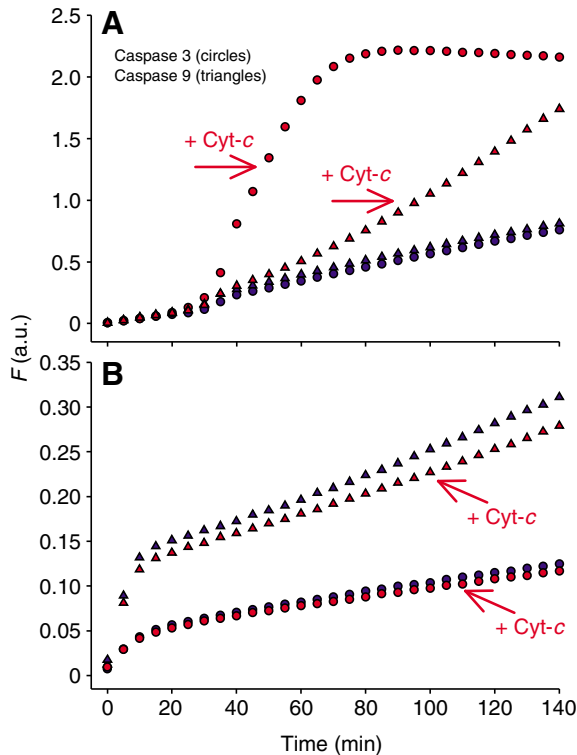 A
Caspase 3 (circles)
Caspase 9 (triangles)
+ Cyt-c
+ Cyt-c
2.5
2.0
1.5
1.0
0.5
0
F (a.u.)
B
0.35
0.30
0.25
0.20
0.15
0.10
0.05
0
+ Cyt-c
+ Cyt-c
0 20 40 60 80 100 120 140
Time (min)